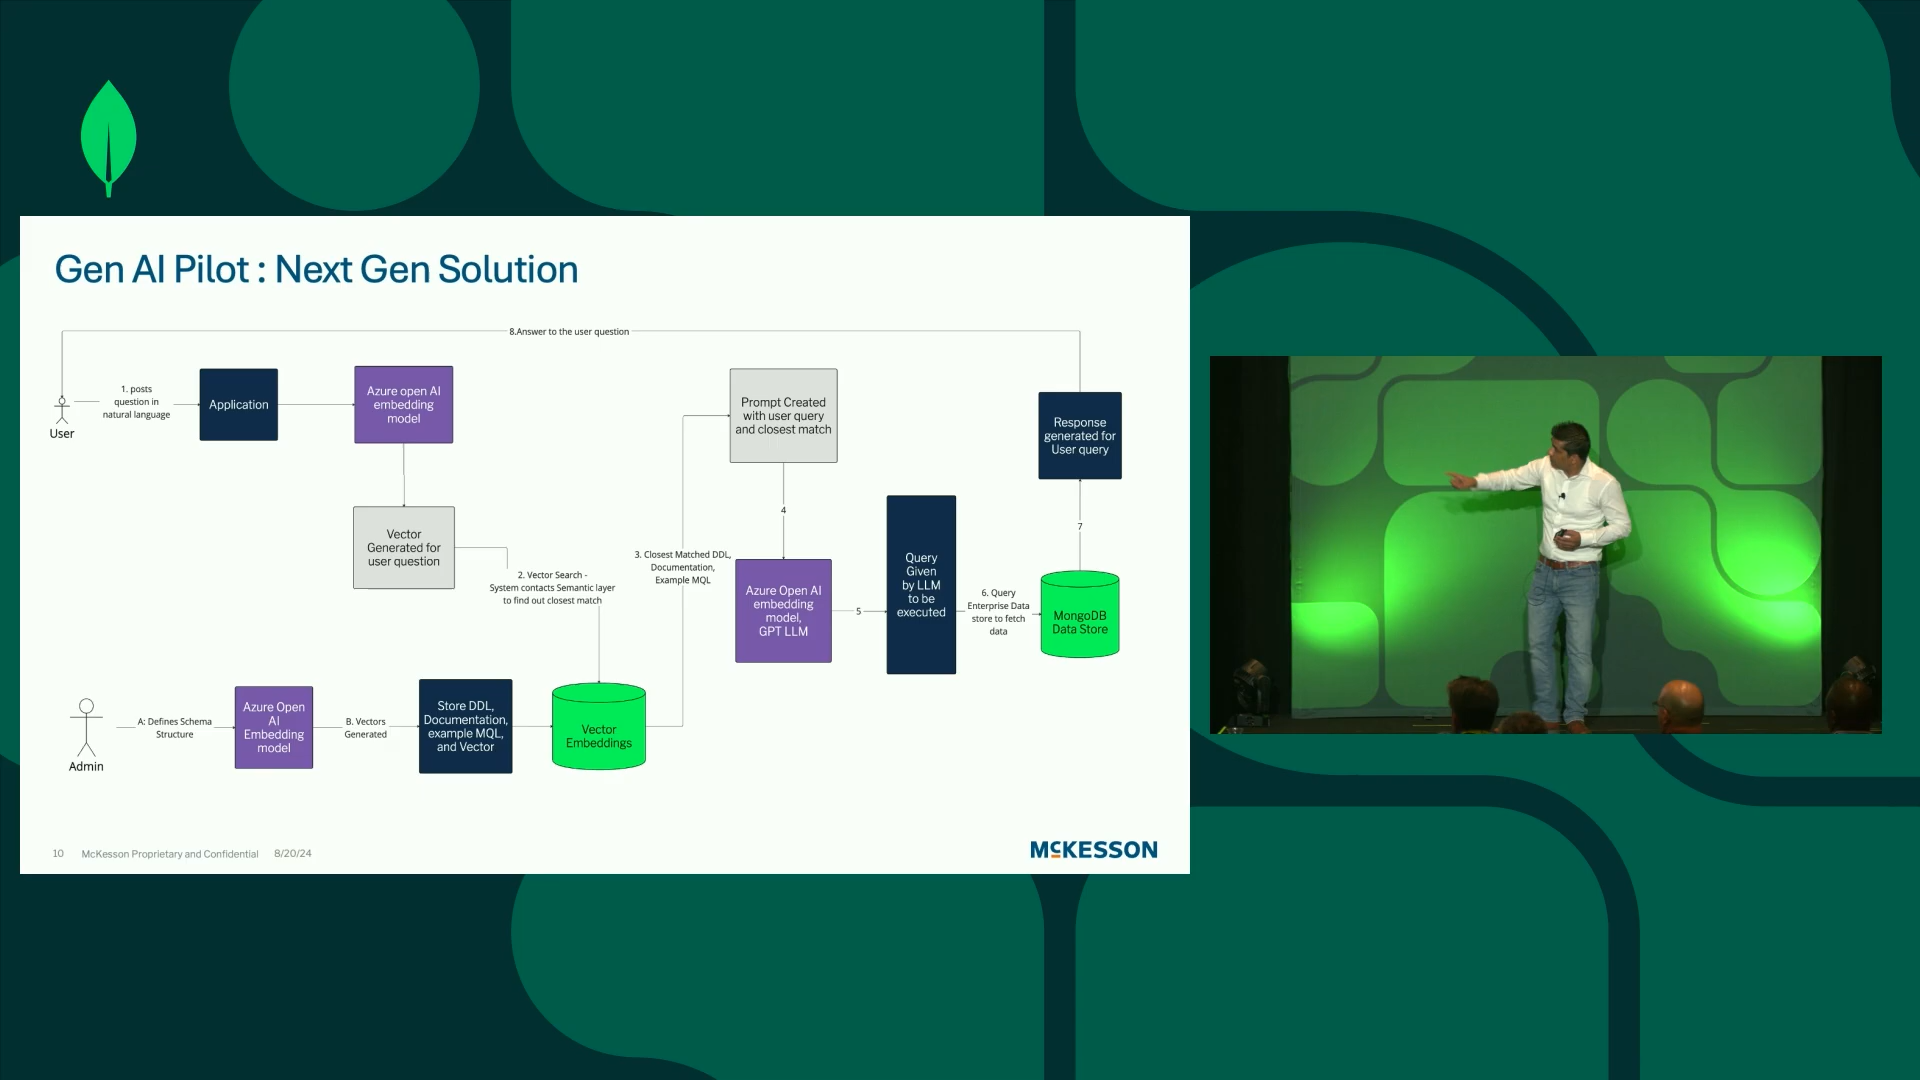 Gen AI Pilot : Next Gen Solution
8.Answer to the user question
1. posts
question in
natural language
User
Application
Azure open AI
embedding
model
Vector
Generated for
user question
2. Vector Search -
System contacts Semantic layer
to find out closest match
3. Closest Matched DDL,
Documentation,
Example MQL
Prompt Created
with user query
and closest match
4
Azure Open AI
embedding
model,
GPT LLM
5
Query
Given
by LLM
to be
executed
6. Query
Enterprise Data
store to fetch
data
MongoDB
Data Store
7
Response
generated for
User query
Admin
A: Defines Schema
Structure
Azure Open
AI
Embedding
model
B. Vectors
Generated
Store DDL,
Documentation,
example MQL,
and Vector
Vector
Embeddings
10 McKesson Proprietary and Confidential 8/20/24
MCKESSON